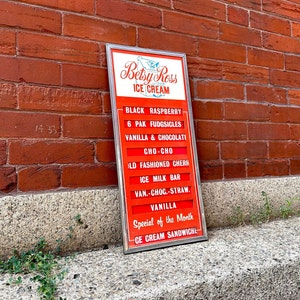 Betsy Ross
ICE CREAM
BLACK RASPBERRY
6 PAK FUDGSICLES
VANILLA & CHOCOLATE
CHO-CHO
OLD FASHIONED CHERRY
ICE MILK BAR
VAN.-CHOC.-STRAW.
VANILLA
Special of the Month
ICE CREAM SANDWICHES